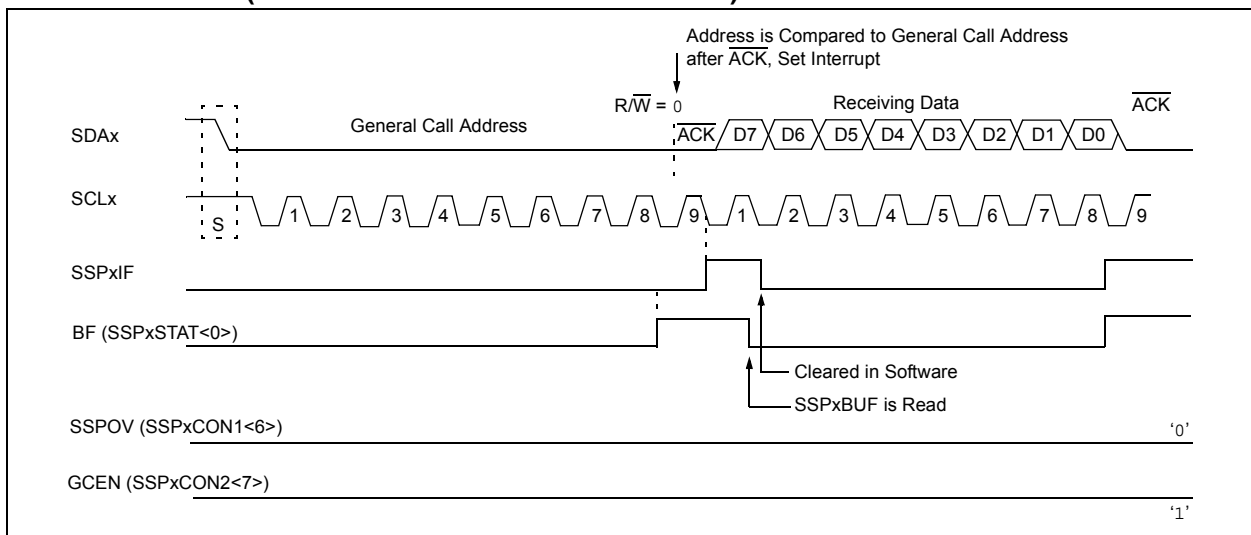 Address is Compared to General Call Address
after ACK, Set Interrupt
R/W = 0
Receiving Data
ACK
SDAx
General Call Address
ACK D7 D6 D5 D4 D3 D2 D1 D0
SCLx
S
1 2 3 4 5 6 7 8 9 1 2 3 4 5 6 7 8 9
SSPxIF
BF (SSPxSTAT<0>)
Cleared in Software
SSPxBUF is Read
SSPOV (SSPxCON1<6>)
‘0’
GCEN (SSPxCON2<7>)
‘1’